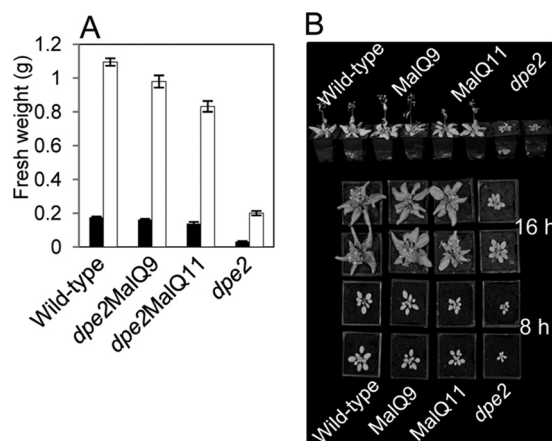 A
Fresh weight (g)
1.2
1
0.8
0.6
0.4
0.2
0
Wild-type
dpe2MalQ9
dpe2MalQ11
dpe2
B
Wild-type
MalQ9
MalQ11
dpe2
16 h
8 h
Wild-type
MalQ9
MalQ11
dpe2